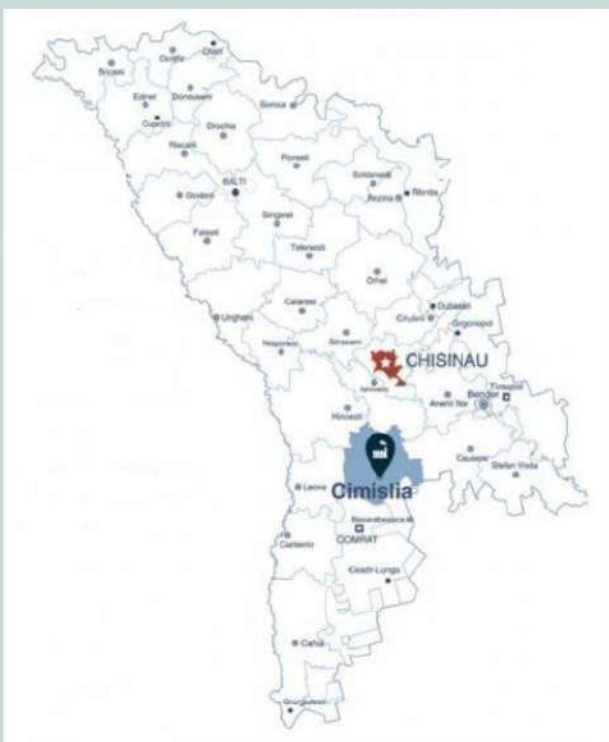 Ocnita
Briceni
Edinet
Donduseni
Soroca
Drochia
Riscani
Floresti
Soldanesti
BALTI
Glodeni
Rezina
Ribnita
Singerei
Falesti
Telenesti
Orhei
Ungheni
Calarasi
Criuleni
Dubasari
Grigoriopol
Nisporeni
Straseni
CHISINAU
Ialoveni
Tiraspol
Anenii Noi
Bender
Hincesti
Causeni
Stefan Voda
Leova
Cimislia
Basarabeasca
COMRAT
Cantemir
Ceadir-Lunga
Cahul
Giurgiulesti